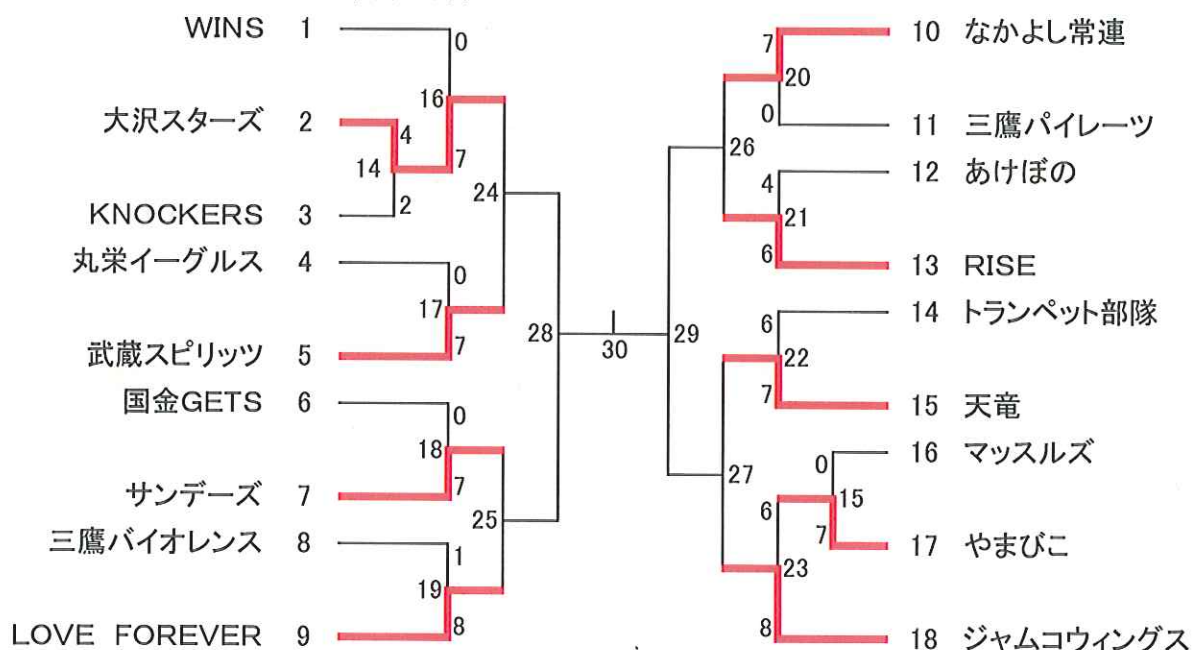 WINS 1
0
16
大沢スターズ 2
4
14
7
2
KNOCKERS 3
24
丸栄イーグルス 4
0
17
7
武蔵スピリッツ 5
28
国金GETS 6
0
18
サンデーズ 7
7
25
三鷹バイオレンス 8
1
19
LOVE FOREVER 9
8
30
7
10 なかよし常連
20
0
11 三鷹パイレーツ
26
4
12 あけぼの
21
6
13 RISE
29
6
14 トランペット部隊
22
7
15 天竜
27
0
16 マッスルズ
15
6
7
17 やまびこ
23
8
18 ジャムコウィングス